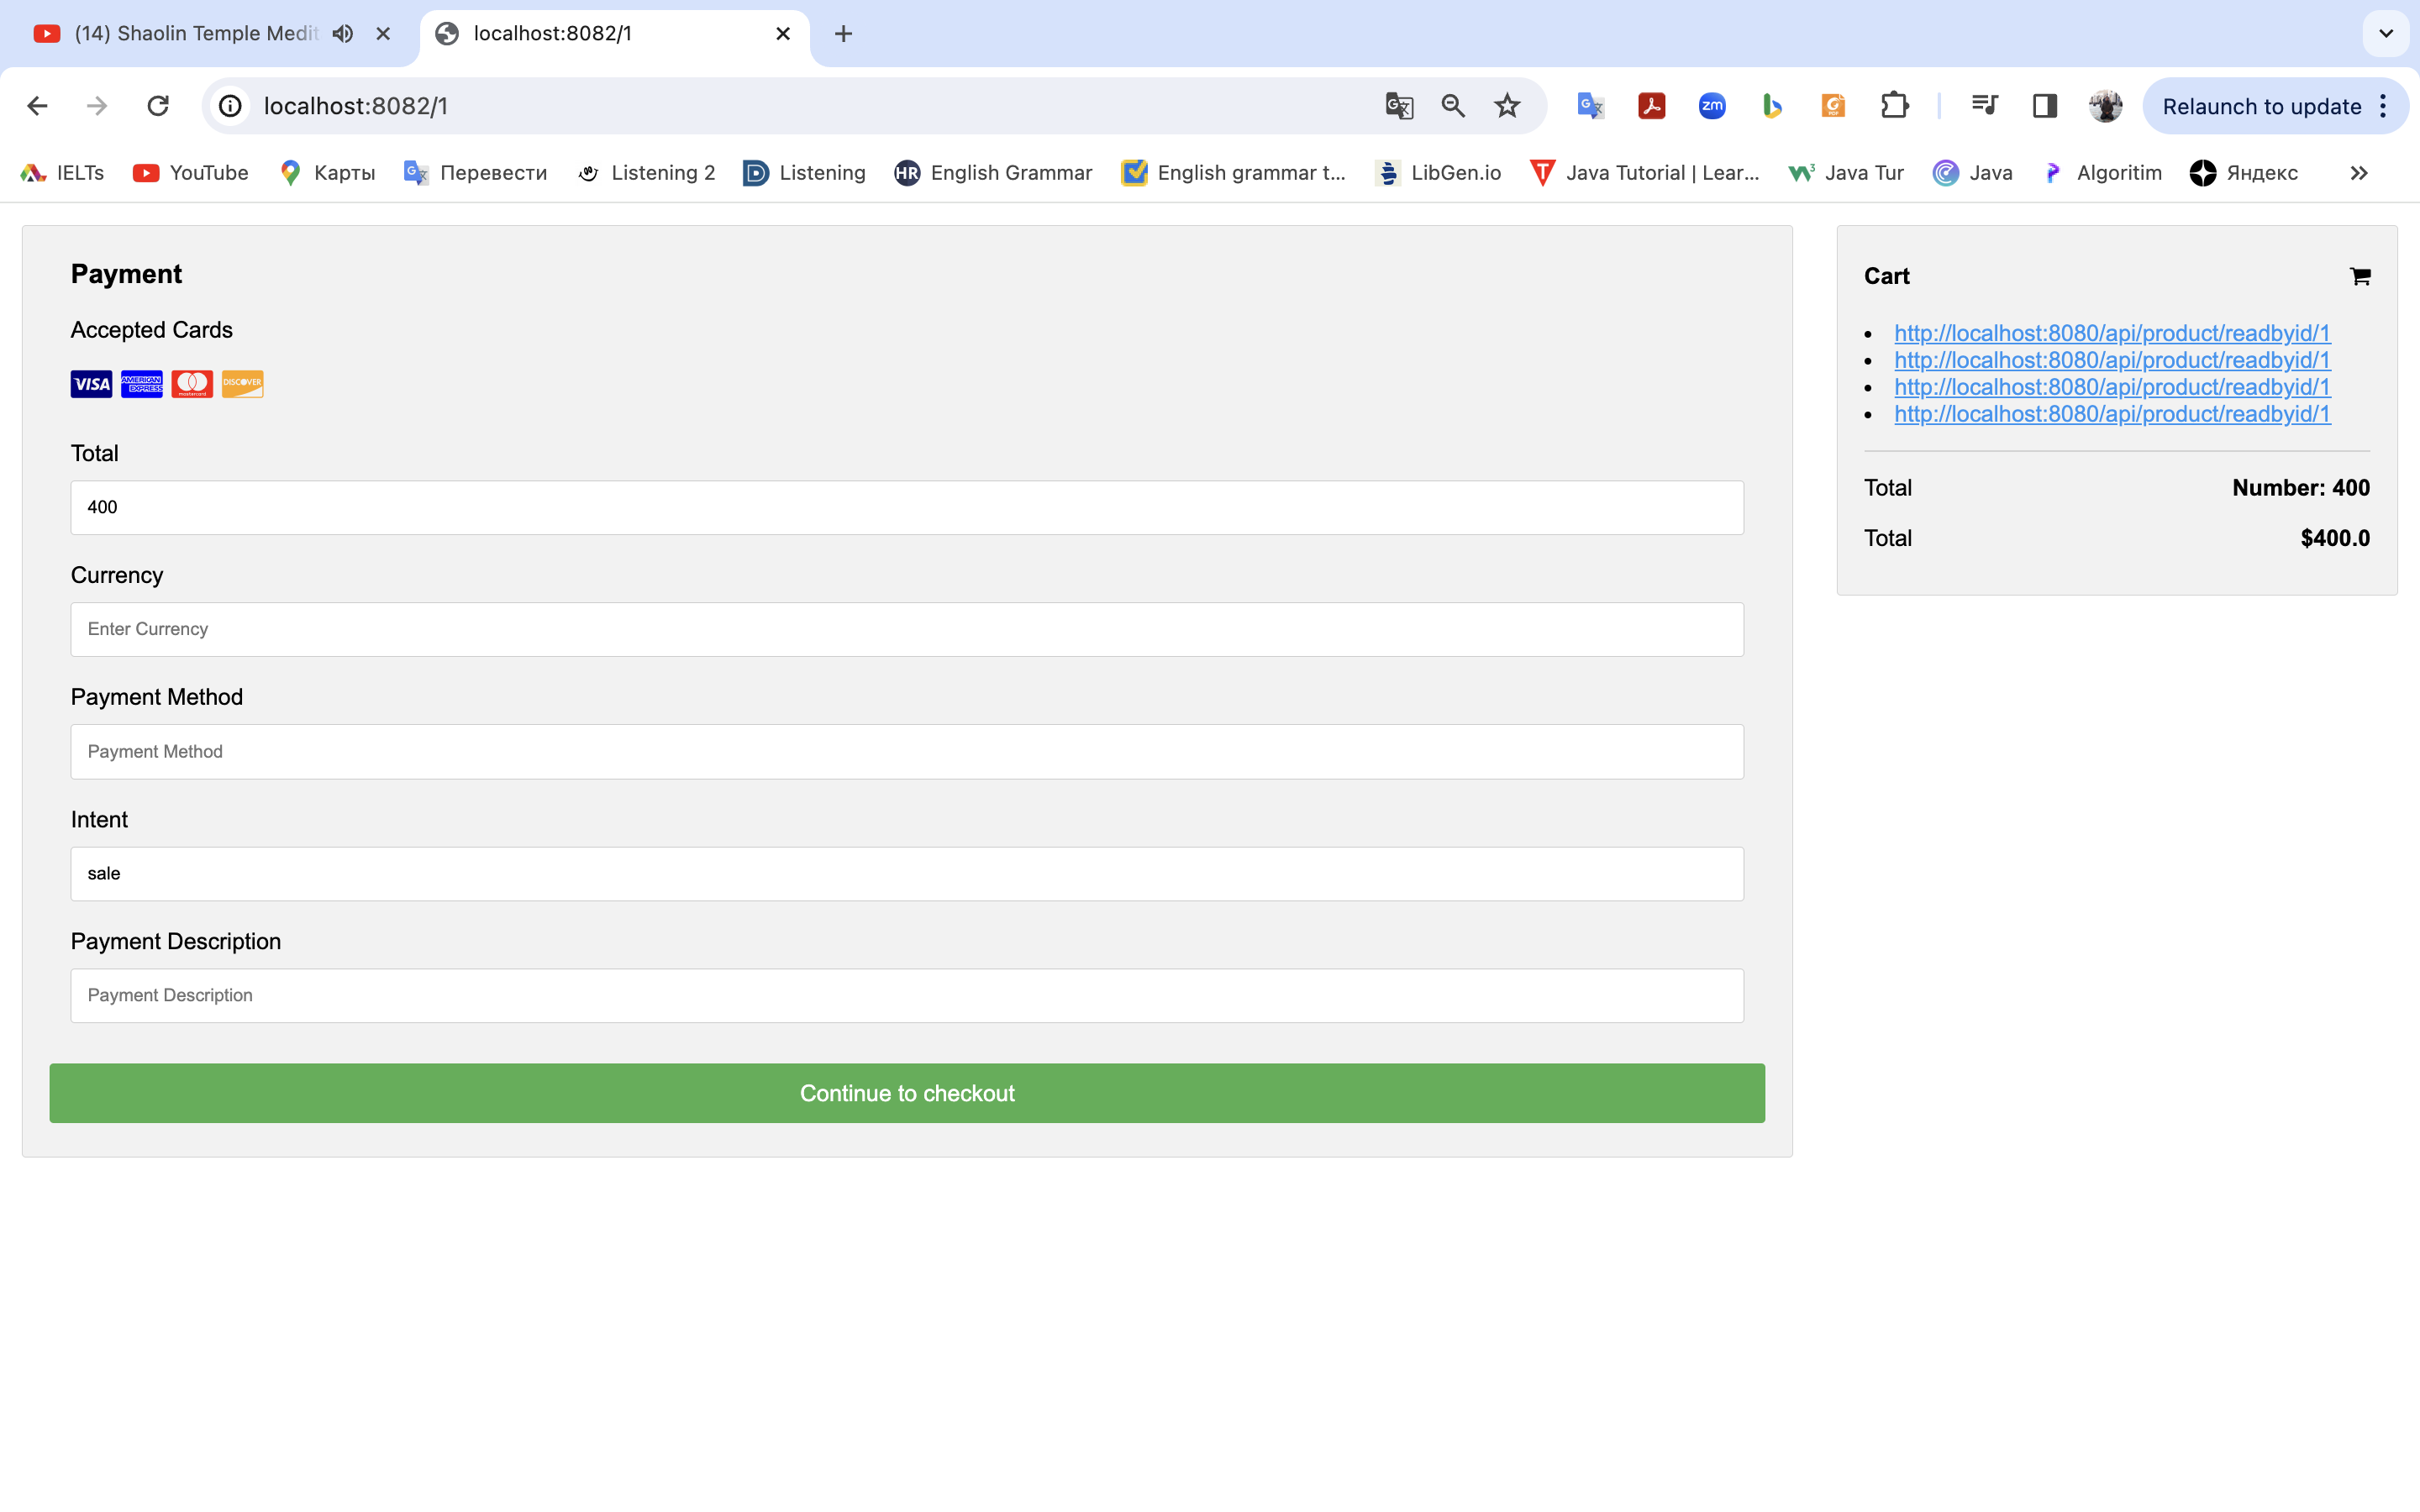 (14) Shaolin Temple Medit
localhost:8082/1
localhost:8082/1
zm
Relaunch to update
IELTs
YouTube
Карты
Перевести
Listening 2
Listening
HR English Grammar
English grammar t...
LibGen.io
Java Tutorial | Lear...
Java Tur
Java
Algoritim
Яндекс
Payment
Accepted Cards
VISA
AMERICAN EXPRESS
mastercard
DISCOVER
Total
400
Currency
Enter Currency
Payment Method
Payment Method
Intent
sale
Payment Description
Payment Description
Continue to checkout
Cart
http://localhost:8080/api/product/readbyid/1
http://localhost:8080/api/product/readbyid/1
http://localhost:8080/api/product/readbyid/1
http://localhost:8080/api/product/readbyid/1
Total Number: 400
Total $400.0